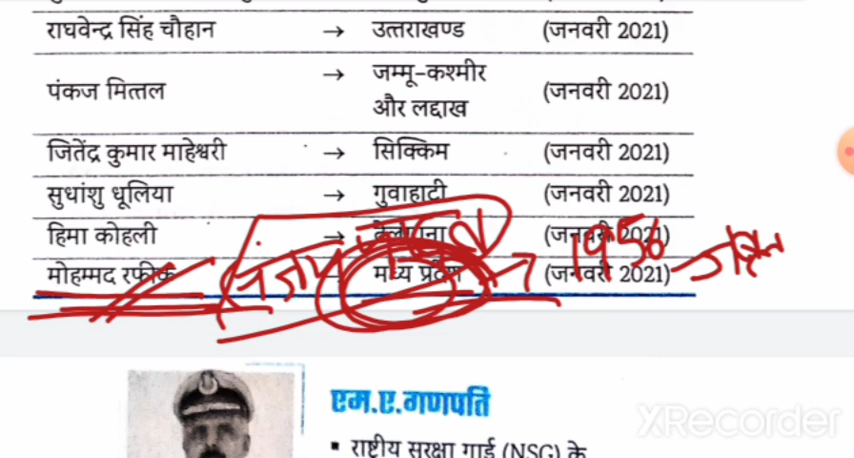 राघवेन्द्र सिंह चौहान → उत्तराखण्ड (जनवरी 2021)
पंकज मित्तल → जम्मू-कश्मीर और लद्दाख (जनवरी 2021)
जितेंद्र कुमार माहेश्वरी → सिक्किम (जनवरी 2021)
सुधांशु धूलिया → गुवाहाटी (जनवरी 2021)
हिमा कोहली → (जनवरी 2021)
मोहम्मद रफीक → मध्य प्रदेश (जनवरी 2021)
1956
एम.ए.गणपति
▪ राष्ट्रीय सुरक्षा गार्ड (NSG) के
XRecorder